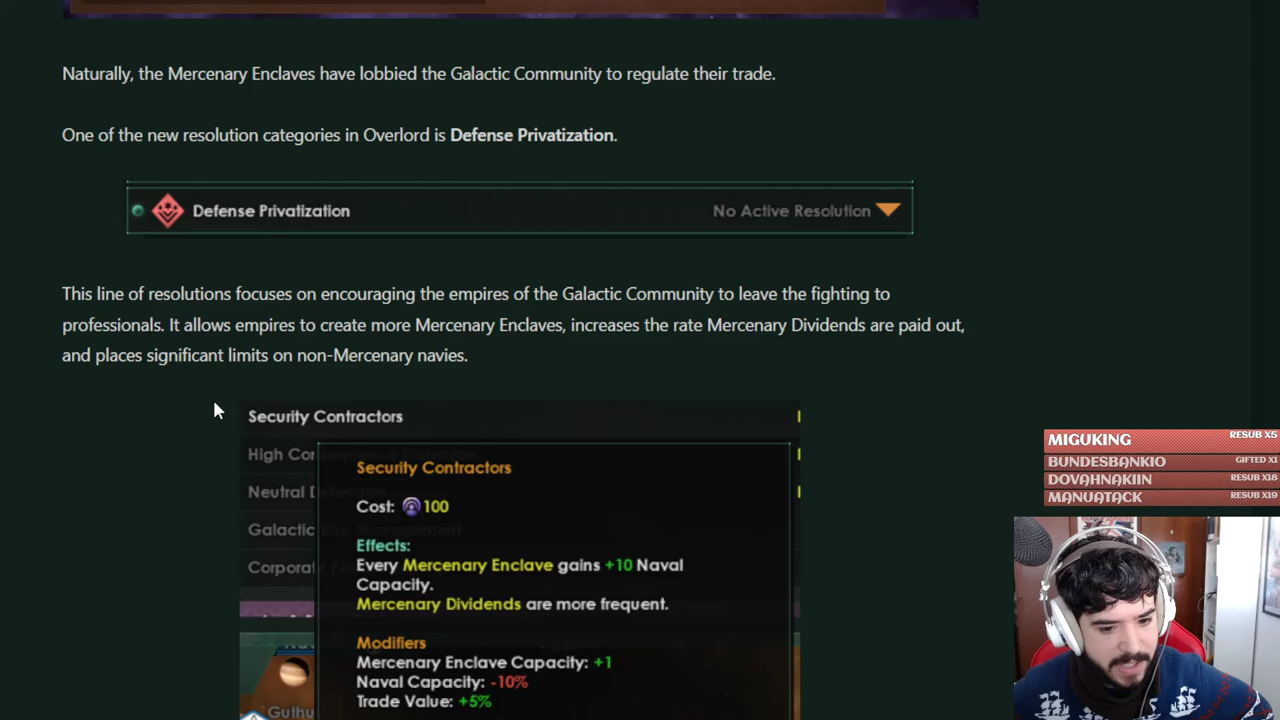 Naturally, the Mercenary Enclaves have lobbied the Galactic Community to regulate their trade.
One of the new resolution categories in Overlord is Defense Privatization.
Defense Privatization
No Active Resolution
This line of resolutions focuses on encouraging the empires of the Galactic Community to leave the fighting to
professionals. It allows empires to create more Mercenary Enclaves, increases the rate Mercenary Dividends are paid out,
and places significant limits on non-Mercenary navies.
Security Contractors
High
Neutral
Galactic
Corporate
Security Contractors
Cost: 100
Effects:
Every Mercenary Enclave gains +10 Naval
Capacity.
Mercenary Dividends are more frequent.
Modifiers
Mercenary Enclave Capacity: +1
Naval Capacity: -10%
Trade Value: +5%
MIGUKING RESUB X5
BUNDESBANKIO GIFTED X1
DOVAHNAKIIN RESUB X18
MANUATACK RESUB X19